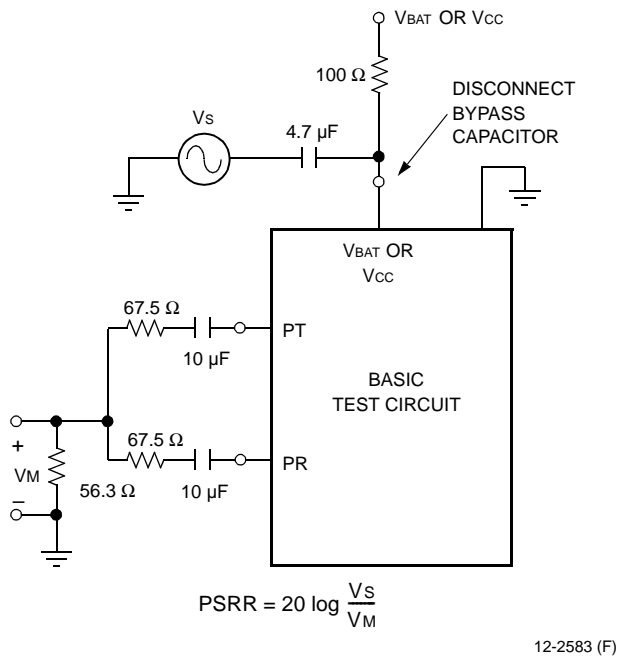 VBAT OR VCC
100 Ω
DISCONNECT
BYPASS
CAPACITOR
VS
4.7 µF
VBAT OR
VCC
67.5 Ω
10 µF
PT
BASIC
TEST CIRCUIT
67.5 Ω
10 µF
PR
+
VM
–
56.3 Ω
PSRR = 20 log VS
VM
12-2583 (F)